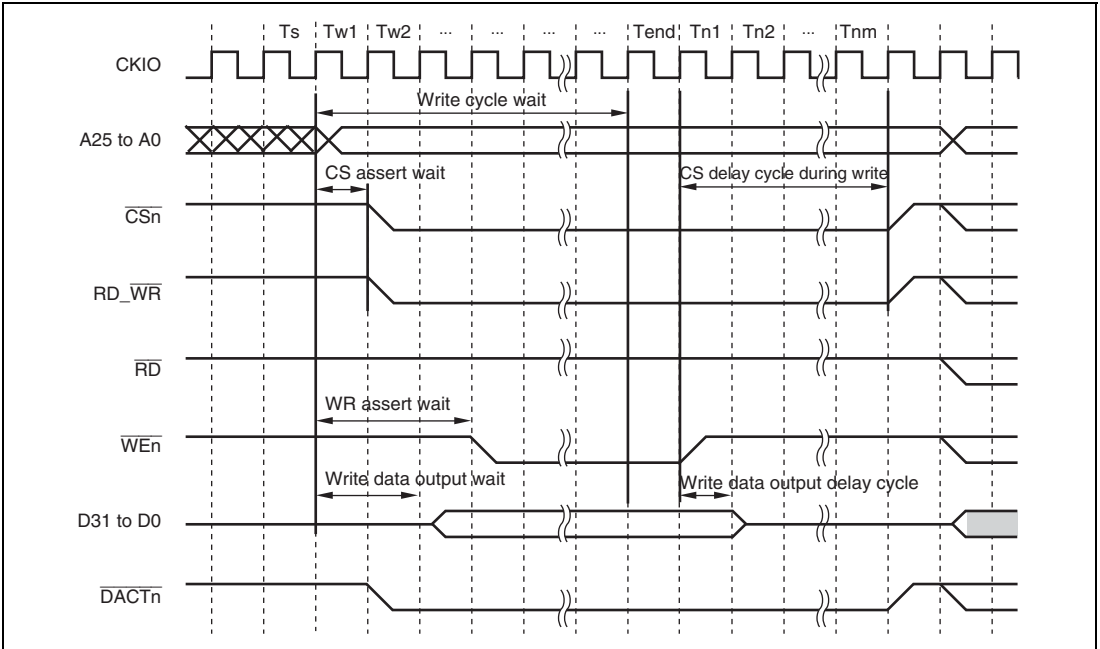 Ts Tw1 Tw2 ... ... ... ... Tend Tn1 Tn2 ... Tnm
CKIO
Write cycle wait
A25 to A0
CS assert wait CS delay cycle during write
CSn
RD_WR
RD
WR assert wait
WEn
Write data output wait Write data output delay cycle
D31 to D0
DACTn